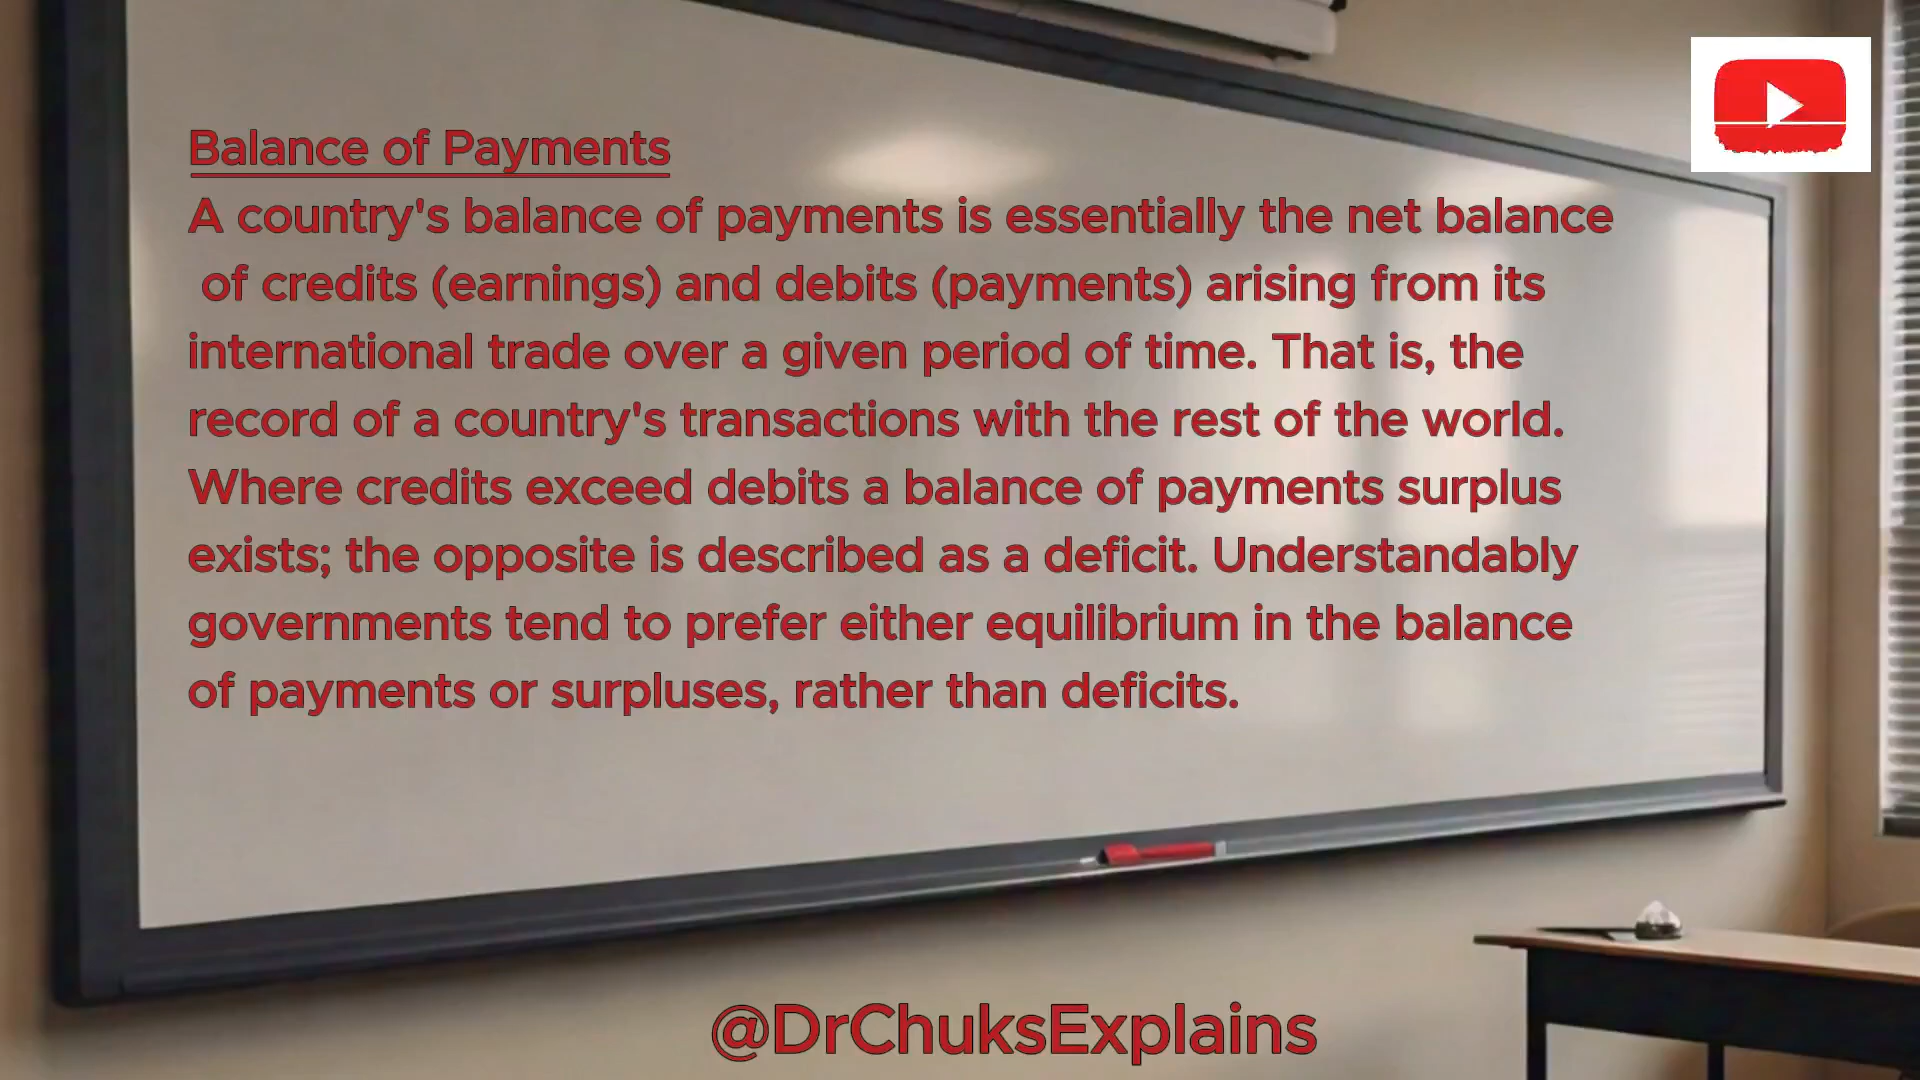 Balance of Payments
A country's balance of payments is essentially the net balance
of credits (earnings) and debits (payments) arising from its
international trade over a given period of time. That is, the
record of a country's transactions with the rest of the world.
Where credits exceed debits a balance of payments surplus
exists; the opposite is described as a deficit. Understandably
governments tend to prefer either equilibrium in the balance
of payments or surpluses, rather than deficits.
@DrChuksExplains